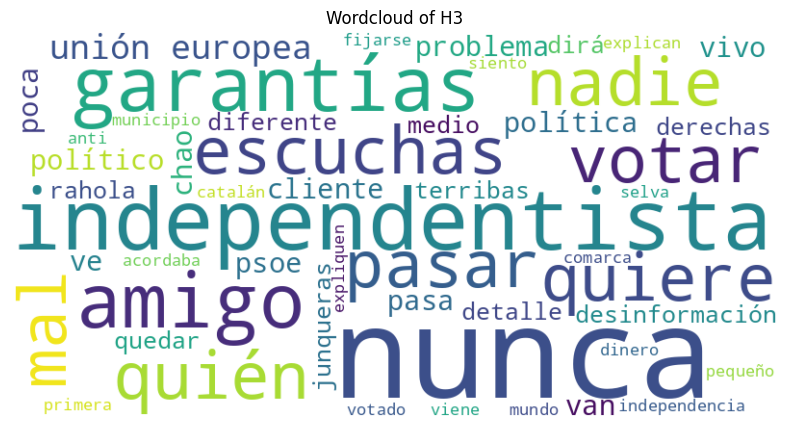 Wordcloud of H3
unión europea
fijarse
problema
dirá
explican
vivo
siento
poca
garantías
nadie
municipio
anti
diferente
medio
política
derechas
político
chao
escuchas
votar
rahola
catalán
cliente
terribas
selva
independentista
ve
acordaba
psoe
expliquen
pasar
comarca
quiere
mal
amigo
junqueras
pasa
detalle
desinformación
quedar
quién
nunca
dinero
pequeño
primera
votado
viene
mundo
van
independencia